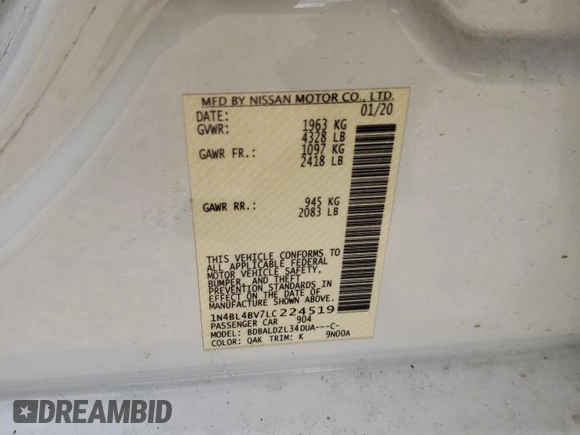 MFD BY NISSAN MOTOR CO., LTD.
DATE: 01/20
GVWR: 1963 KG
4328 LB
GAWR FR.: 1097 KG
2418 LB
GAWR RR.: 945 KG
2083 LB
THIS VEHICLE CONFORMS TO
ALL APPLICABLE FEDERAL
MOTOR VEHICLE SAFETY,
BUMPER, AND THEFT
PREVENTION STANDARDS IN
EFFECT ON THE DATE OF
MANUFACTURE SHOWN ABOVE.
1N4BL4BV7LC224519
PASSENGER CAR 904
MODEL: BDBALDZL34DUA---C-
COLOR: QAK TRIM: K 9N00A
DREAMBID